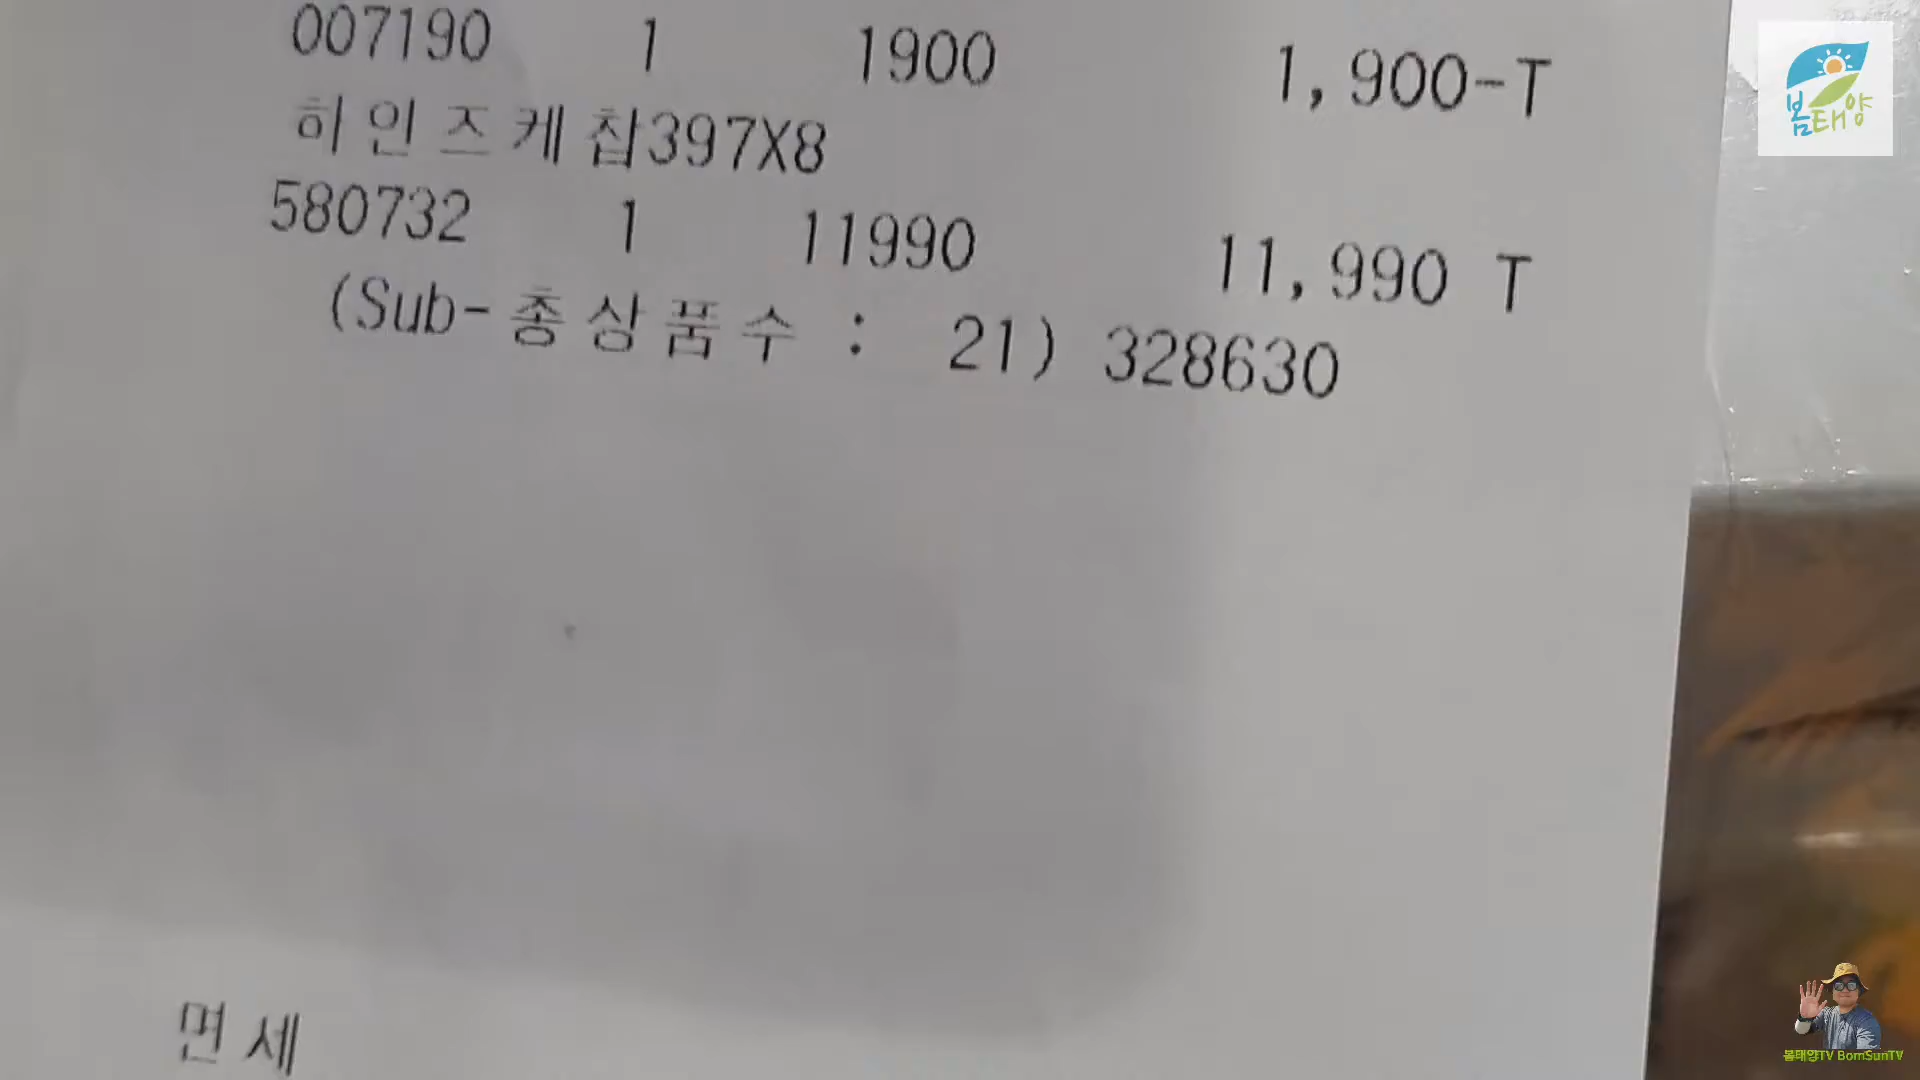 007190 1 1900 1,900-T
하인즈케찹397X8
580732 1 11990 11,990 T
(Sub-총상품수 : 21) 328630
면세
봄태양
봄태양TV BomSunTV